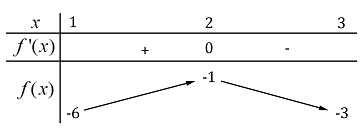 x 1 2 3
f'(x) + 0 -
f(x) -6 -1 -3